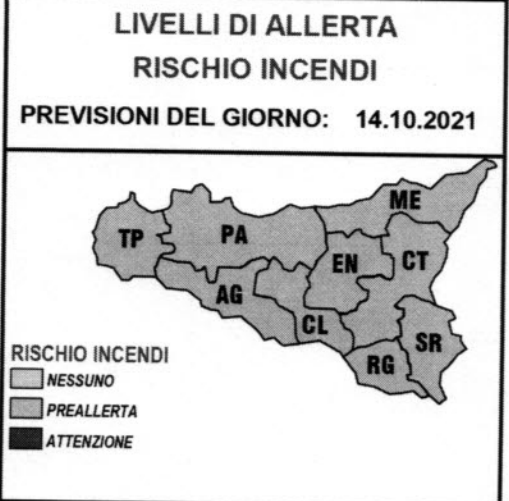 LIVELLI DI ALLERTA
RISCHIO INCENDI
PREVISIONI DEL GIORNO: 14.10.2021
ME
TP
PA
EN
CT
AG
CL
SR
RG
RISCHIO INCENDI
NESSUNO
PREALLERTA
ATTENZIONE